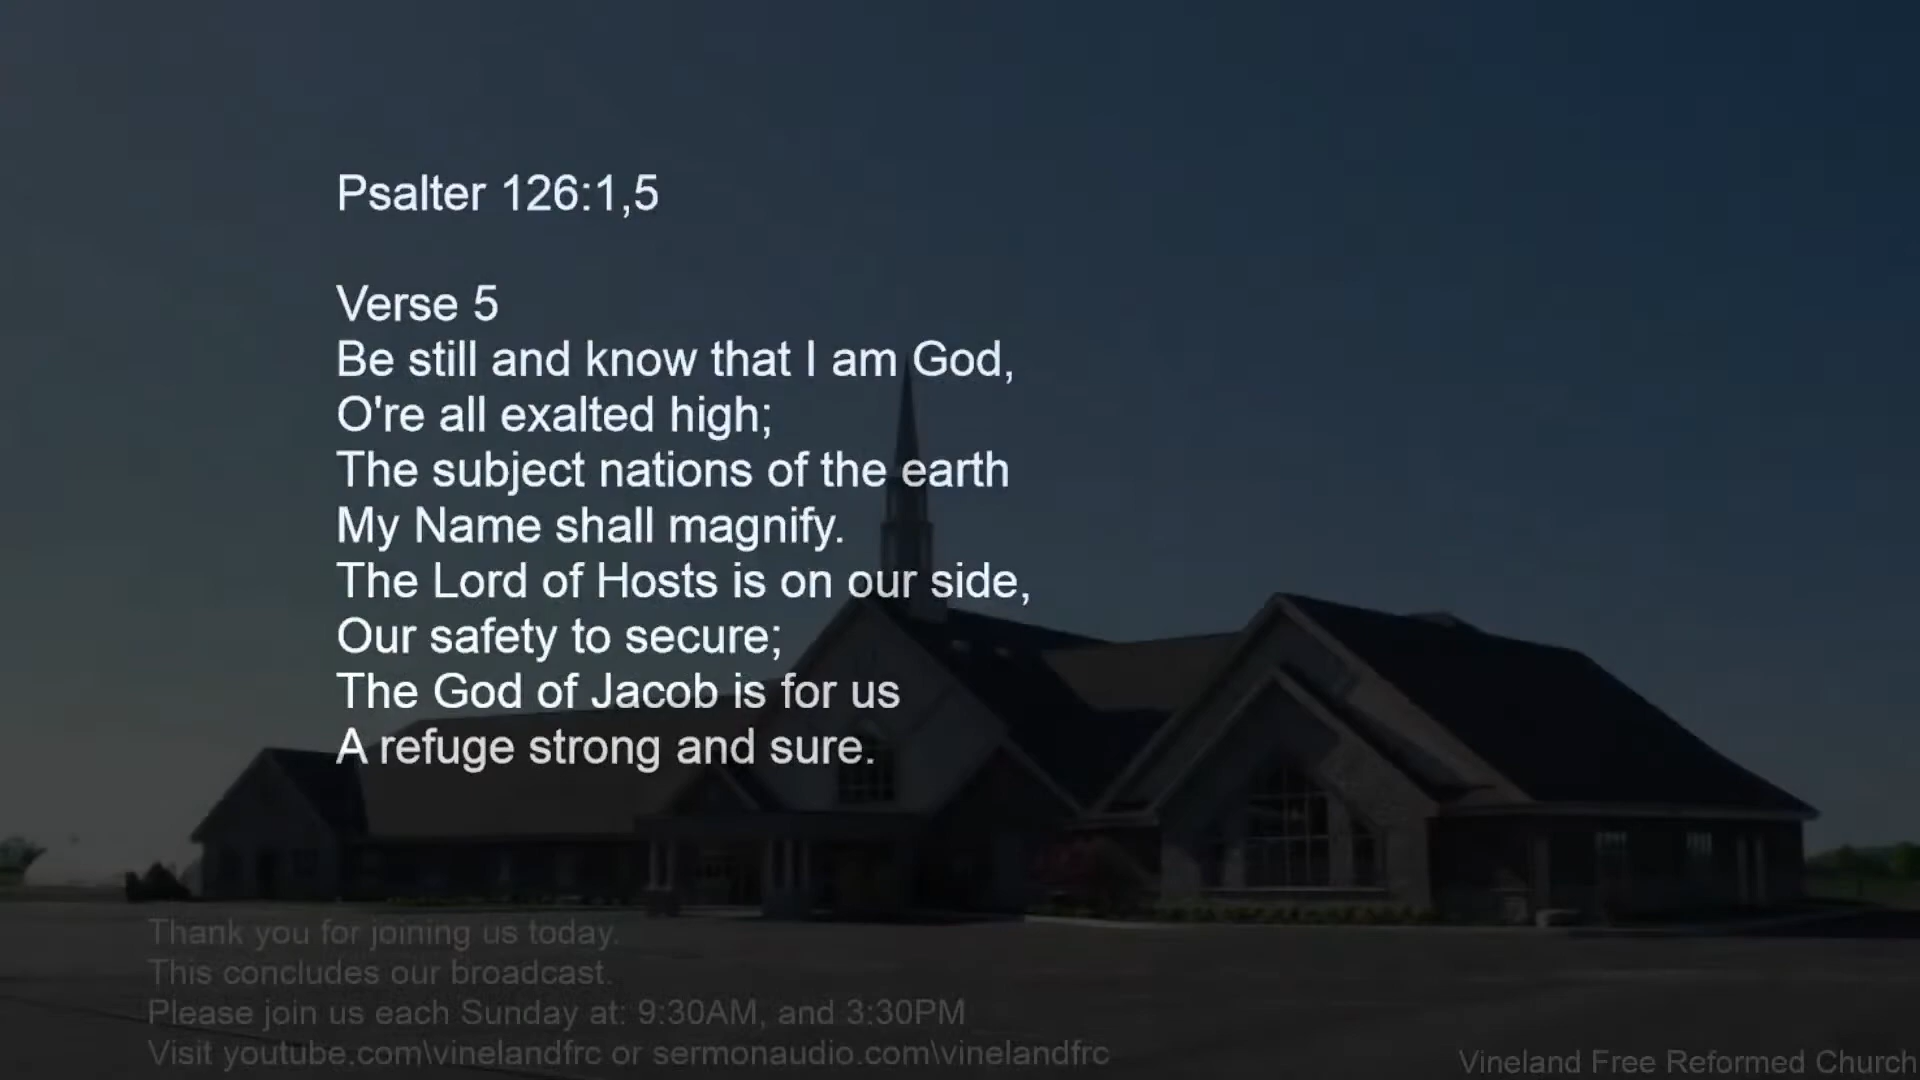 Psalter 126:1,5
Verse 5
Be still and know that I am God,
O're all exalted high;
The subject nations of the earth
My Name shall magnify.
The Lord of Hosts is on our side,
Our safety to secure;
The God of Jacob is for us
A refuge strong and sure.
Thank you for joining us today.
This concludes our broadcast.
Please join us each Sunday at: 9:30AM, and 3:30PM
Visit youtube.com\vinelandfrc or sermonaudio.com\vinelandfrc
Vineland Free Reformed Church